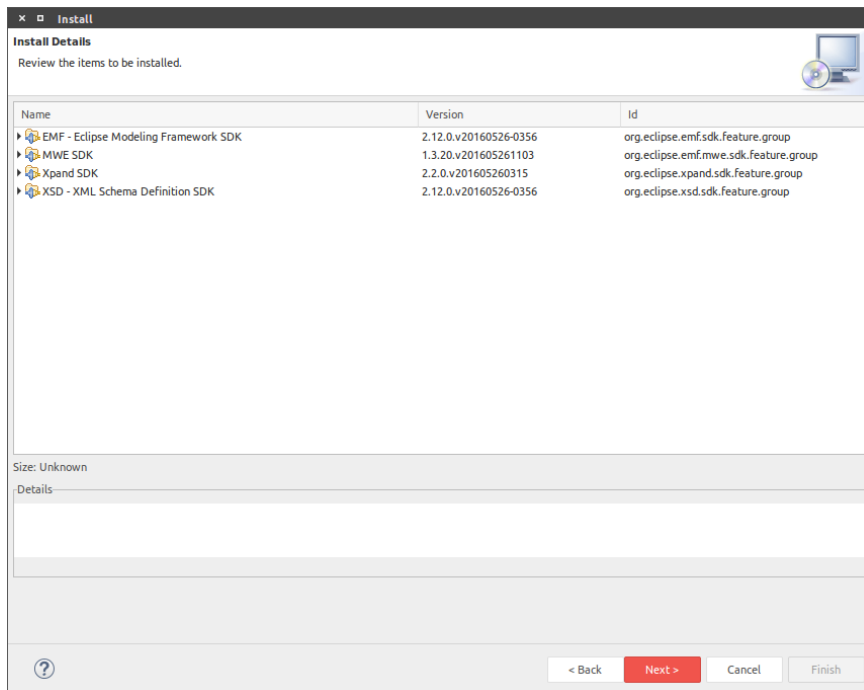 Install
Install Details
Review the items to be installed.
Name Version Id
EMF - Eclipse Modeling Framework SDK 2.12.0.v20160526-0356 org.eclipse.emf.sdk.feature.group
MWE SDK 1.3.20.v201605261103 org.eclipse.emf.mwe.sdk.feature.group
Xpand SDK 2.2.0.v201605260315 org.eclipse.xpand.sdk.feature.group
XSD - XML Schema Definition SDK 2.12.0.v20160526-0356 org.eclipse.xsd.sdk.feature.group
Size: Unknown
Details
? < Back Next > Cancel Finish